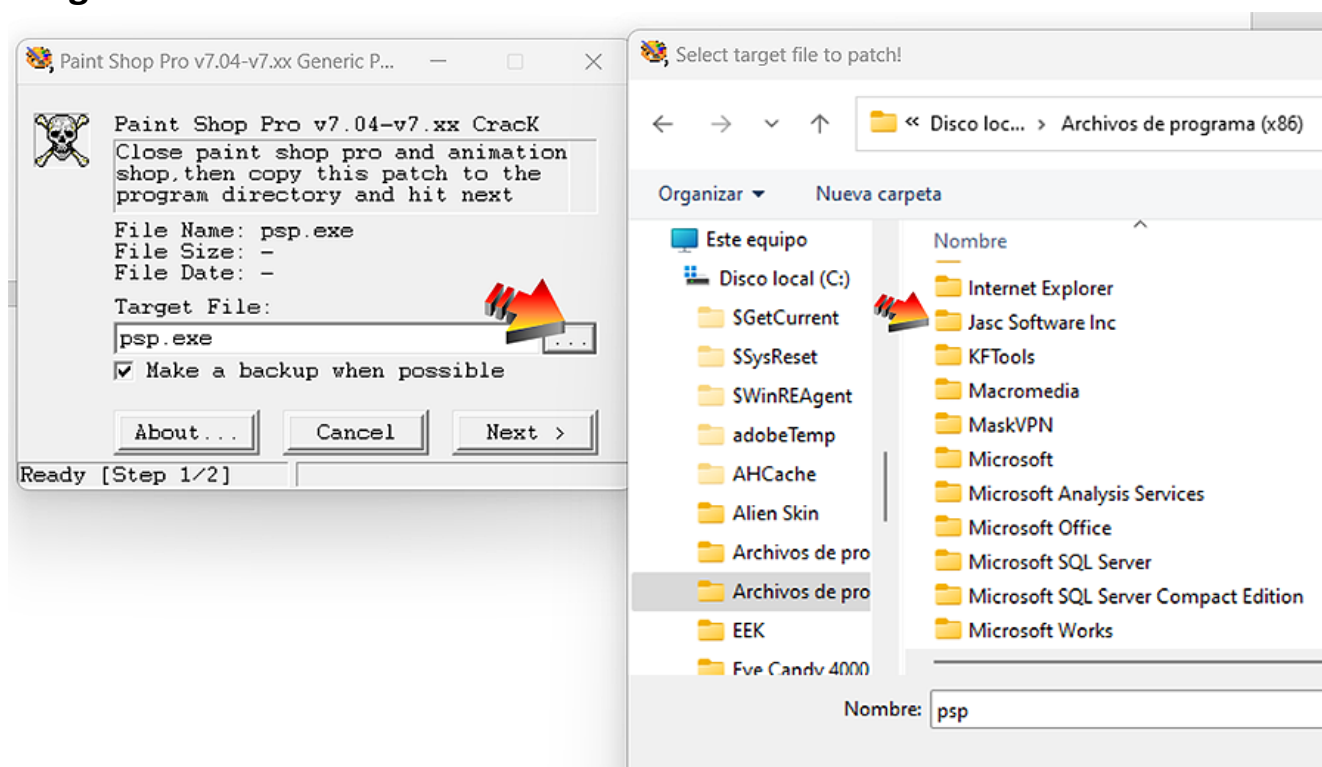 Paint Shop Pro v7.04-v7.xx Generic P...
Paint Shop Pro v7.04-v7.xx CracK
Close paint shop pro and animation
shop,then copy this patch to the
program directory and hit next
File Name: psp.exe
File Size: -
File Date: -
Target File:
psp.exe
...
Make a backup when possible
About...
Cancel
Next >
Ready [Step 1/2]
Select target file to patch!
« Disco loc... > Archivos de programa (x86)
Organizar
Nueva carpeta
Este equipo
Disco local (C:)
$GetCurrent
$SysReset
$WinREAgent
adobeTemp
AHCache
Alien Skin
Archivos de pro
Archivos de pro
EEK
Eye Candy 4000
Nombre
Internet Explorer
Jasc Software Inc
KFTools
Macromedia
MaskVPN
Microsoft
Microsoft Analysis Services
Microsoft Office
Microsoft SQL Server
Microsoft SQL Server Compact Edition
Microsoft Works
Nombre: psp